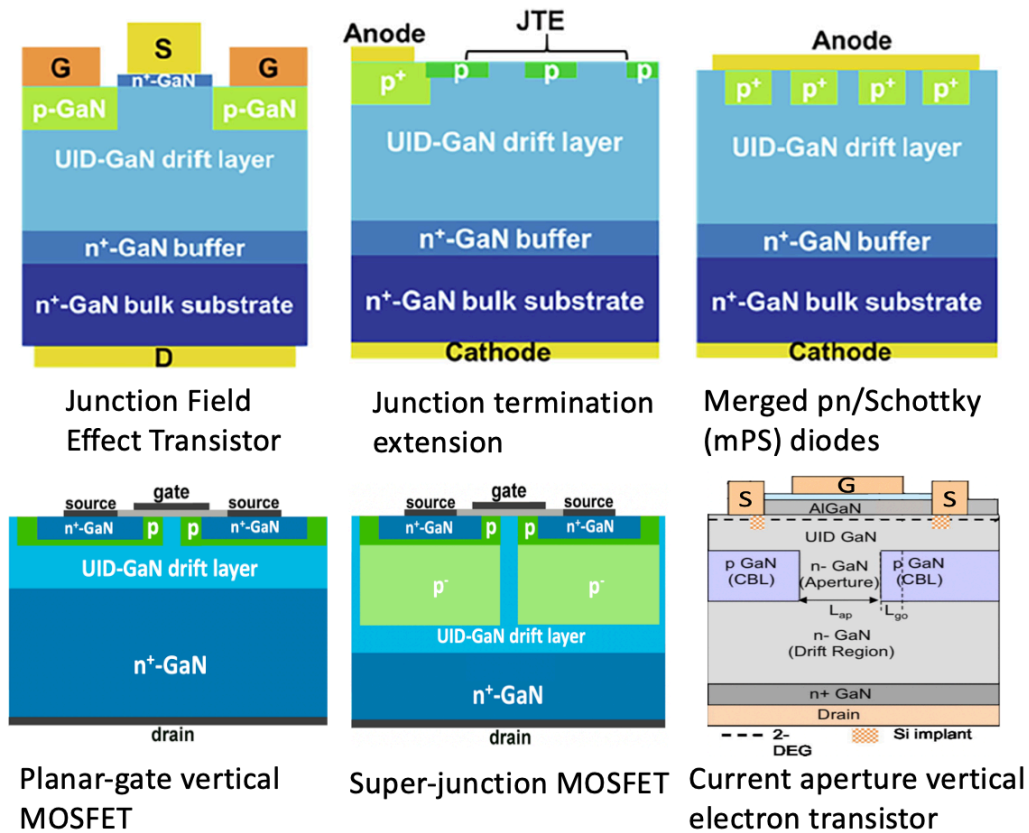 S
G
G
n⁺-GaN
p-GaN
p-GaN
UID-GaN drift layer
n⁺-GaN buffer
n⁺-GaN bulk substrate
D
Junction Field
Effect Transistor
JTE
Anode
p⁺
p
p
p
UID-GaN drift layer
n⁺-GaN buffer
n⁺-GaN bulk substrate
Cathode
Junction termination
extension
Anode
p⁺ p⁺ p⁺ p⁺
UID-GaN drift layer
n⁺-GaN buffer
n⁺-GaN bulk substrate
Cathode
Merged pn/Schottky
(mPS) diodes
source gate source
n⁺-GaN p p n⁺-GaN
UID-GaN drift layer
n⁺-GaN
drain
Planar-gate vertical
MOSFET
source gate source
n⁺-GaN p p n⁺-GaN
p⁻ p⁻
UID-GaN drift layer
n⁺-GaN
drain
Super-junction MOSFET
S G S
AlGaN
UID GaN
p GaN n- GaN p GaN
(CBL) (Aperture) (CBL)
Lap Lgo
n- GaN
(Drift Region)
n+ GaN
Drain
2-
DEG
Si implant
Current aperture vertical
electron transistor